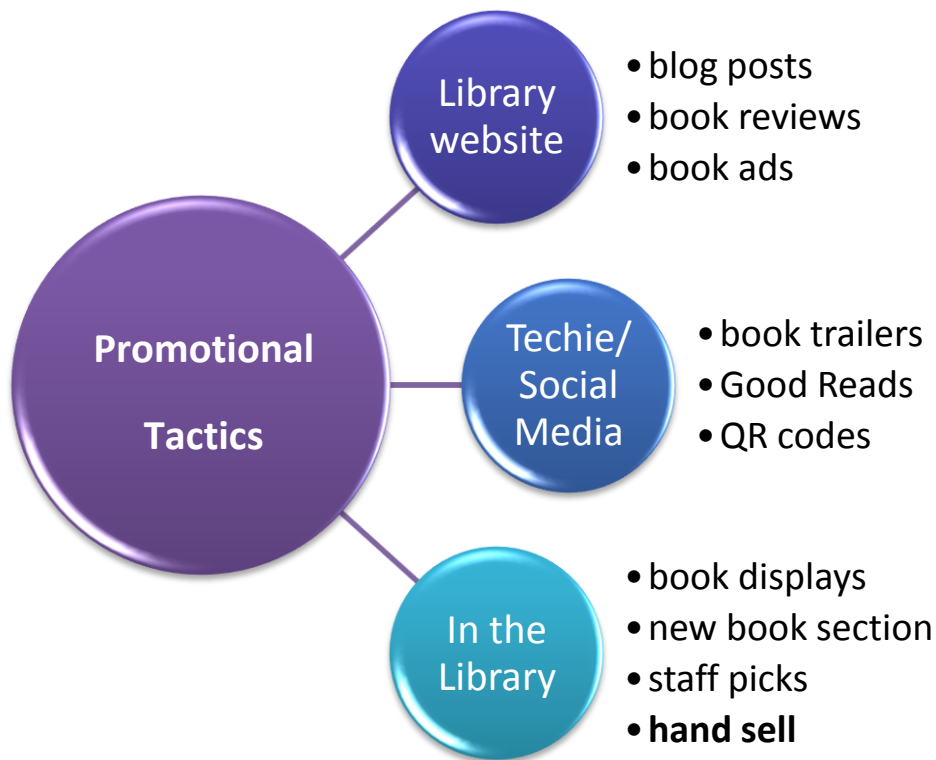 Promotional
Tactics
Library
website
• blog posts
• book reviews
• book ads
Techie/
Social
Media
• book trailers
• Good Reads
• QR codes
In the
Library
• book displays
• new book section
• staff picks
• hand sell